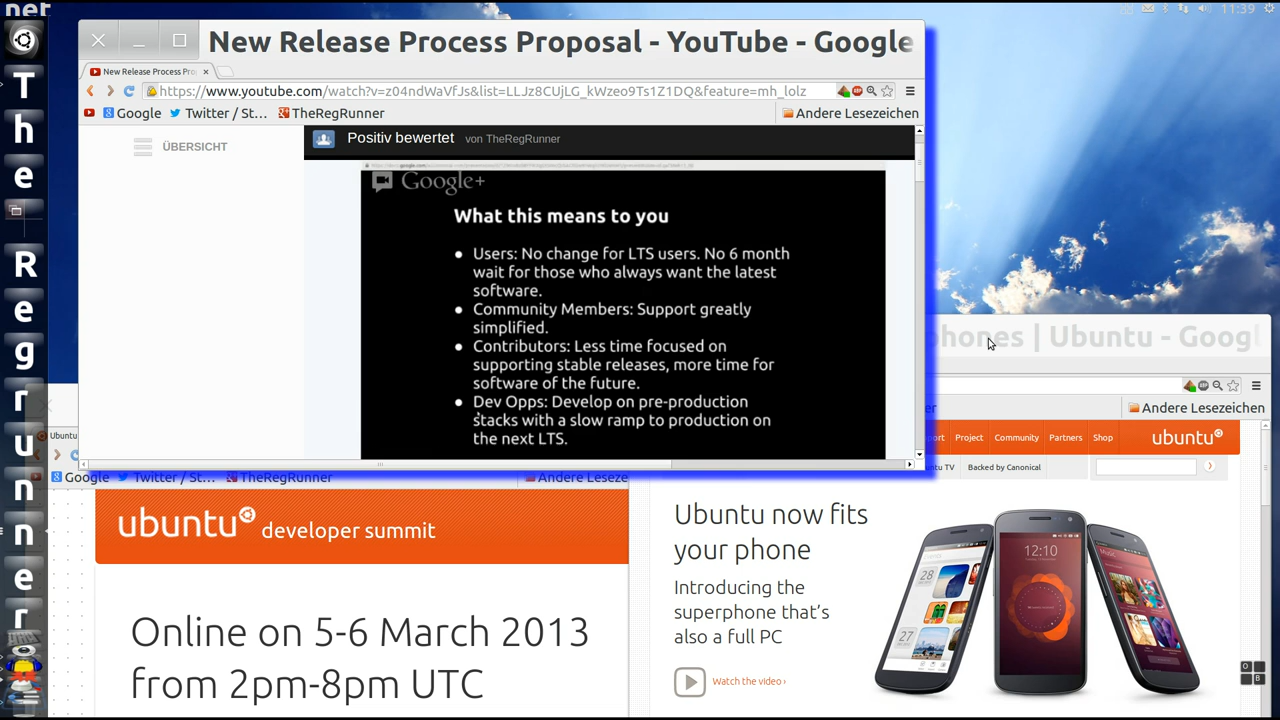 net
11:39
New Release Process Proposal - YouTube - Google
New Release Process Pro
https://www.youtube.com/watch?v=z04ndWaVfJs&list=LLJz8CUjLG_kWzeo9Ts1Z1DQ&feature=mh_lolz
Google Twitter / St... TheRegRunner Andere Lesezeichen
ÜBERSICHT
Positiv bewertet von TheRegRunner
Google+
What this means to you
• Users: No change for LTS users. No 6 month
wait for those who always want the latest
software.
• Community Members: Support greatly
simplified.
• Contributors: Less time focused on
supporting stable releases, more time for
software of the future.
• Dev Opps: Develop on pre-production
stacks with a slow ramp to production on
the next LTS.
T
h
e
R
e
g
r
u
n
n
e
r
phones | Ubuntu - Googl
er Andere Lesezeichen
port Project Community Partners Shop ubuntu
untu TV Backed by Canonical
Ubuntu now fits
your phone
Introducing the
superphone that's
also a full PC
Watch the video ›
12:10
28
27
Music
Ubuntu
Google Twitter / St... TheRegRunner Andere Leseze
ubuntu developer summit
Online on 5-6 March 2013
from 2pm-8pm UTC
O
B